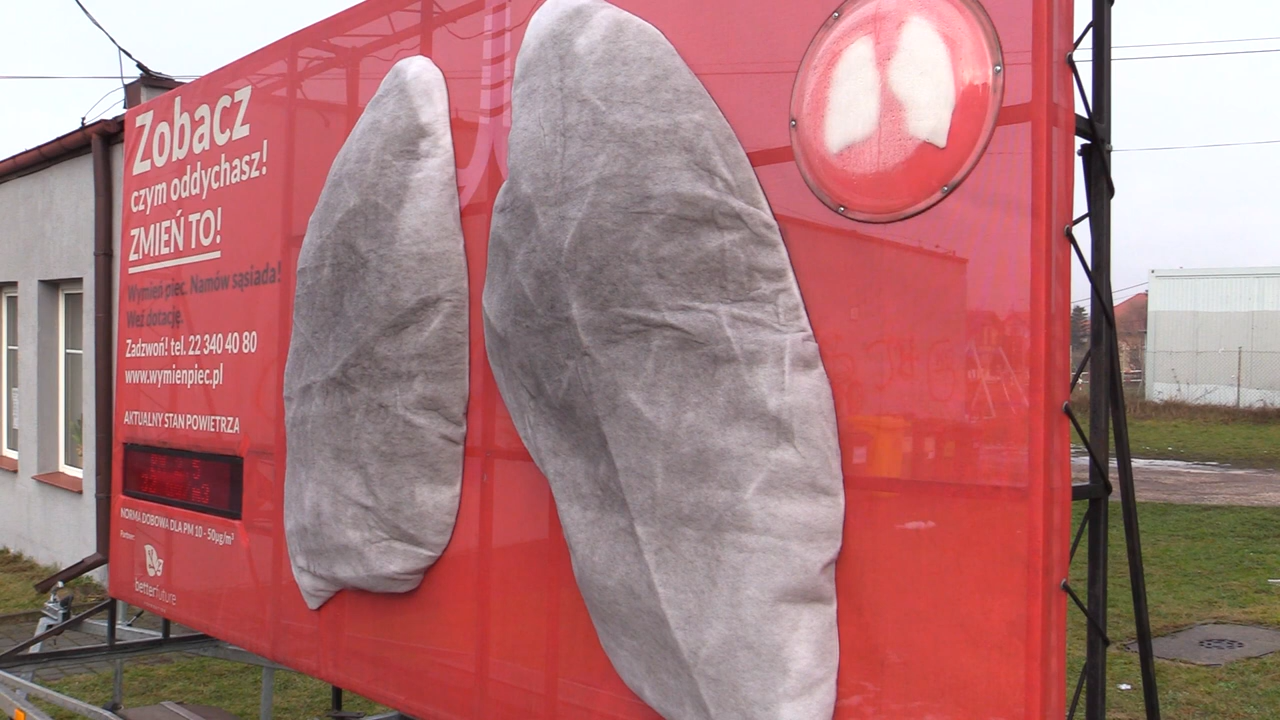 Zobacz
czym oddychasz!
ZMIEŃ TO!
Wymień piec. Namów sąsiada!
Weź dotację.
Zadzwoń! tel. 22 340 40 80
www.wymienpiec.pl
AKTUALNY STAN POWIETRZA
NORMA DOBOWA DLA PM 10 - 50µg/m³
Partner:
betterfuture